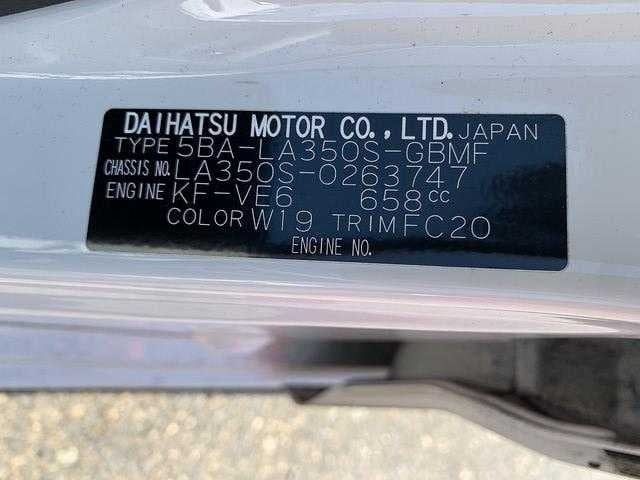 DAIHATSU MOTOR CO., LTD. JAPAN
TYPE 5BA-LA350S-GBMF
CHASSIS NO. LA350S-0263747
ENGINE KF-VE6 658cc
COLOR W19 TRIM FC20
ENGINE NO.